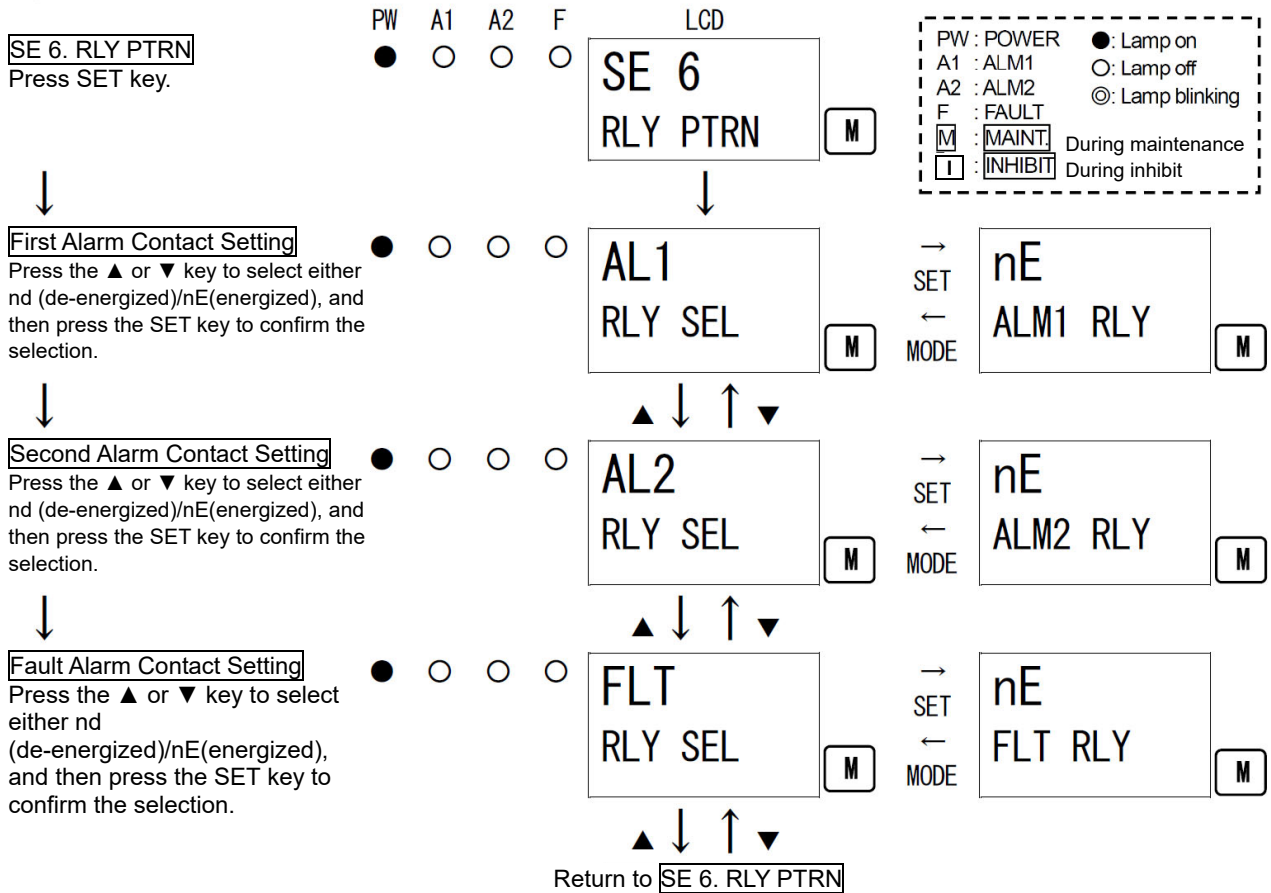 PW A1 A2 F LCD
SE 6. RLY PTRN
Press SET key.
● ○ ○ ○
SE 6
RLY PTRN
M
PW : POWER ●: Lamp on
A1 : ALM1 ○: Lamp off
A2 : ALM2 ◎: Lamp blinking
F : FAULT
M : MAINT. During maintenance
I : INHIBIT During inhibit
↓ ↓
First Alarm Contact Setting
Press the ▲ or ▼ key to select either
nd (de-energized)/nE(energized), and
then press the SET key to confirm the
selection.
● ○ ○ ○
AL1
RLY SEL
M
→
SET
←
MODE
nE
ALM1 RLY
M
↓ ▲ ↓ ↑ ▼
Second Alarm Contact Setting
Press the ▲ or ▼ key to select either
nd (de-energized)/nE(energized), and
then press the SET key to confirm the
selection.
● ○ ○ ○
AL2
RLY SEL
M
→
SET
←
MODE
nE
ALM2 RLY
M
↓ ▲ ↓ ↑ ▼
Fault Alarm Contact Setting
Press the ▲ or ▼ key to select
either nd
(de-energized)/nE(energized),
and then press the SET key to
confirm the selection.
● ○ ○ ○
FLT
RLY SEL
M
→
SET
←
MODE
nE
FLT RLY
M
▲ ↓ ↑ ▼
Return to SE 6. RLY PTRN